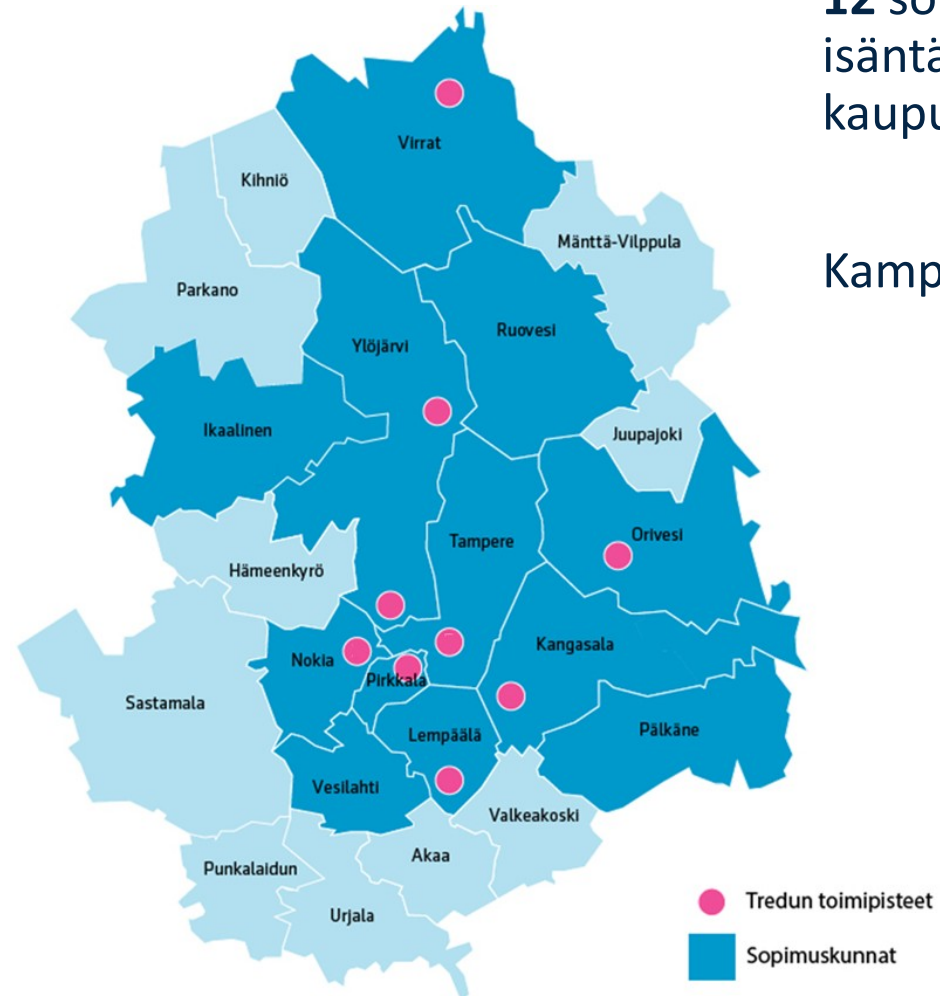 12 so
isäntä
kaupu
Kamp
Virrat
Kihniö
Mänttä-Vilppula
Parkano
Ruovesi
Ylöjärvi
Ikaalinen
Juupajoki
Orivesi
Tampere
Hämeenkyrö
Kangasala
Nokia
Pirkkala
Sastamala
Pälkäne
Lempäälä
Vesilahti
Valkeakoski
Akaa
Punkalaidun
Urjala
Tredun toimipisteet
Sopimuskunnat